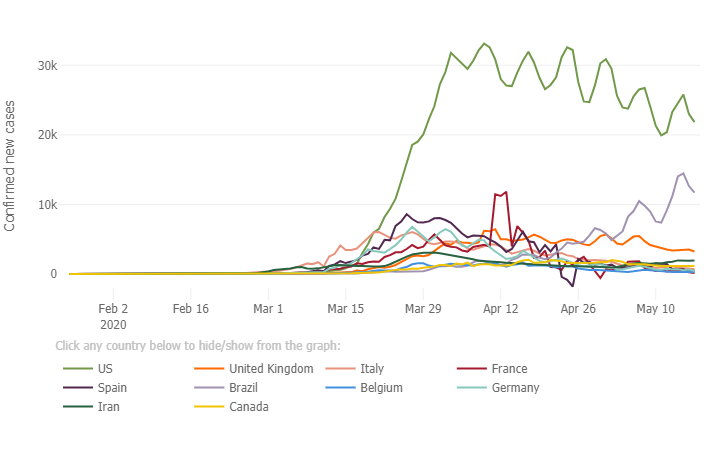 Confirmed new cases
30k
20k
10k
0
Feb 2 Feb 16 Mar 1 Mar 15 Mar 29 Apr 12 Apr 26 May 10
2020
Click any country below to hide/show from the graph:
US United Kingdom Italy France
Spain Brazil Belgium Germany
Iran Canada